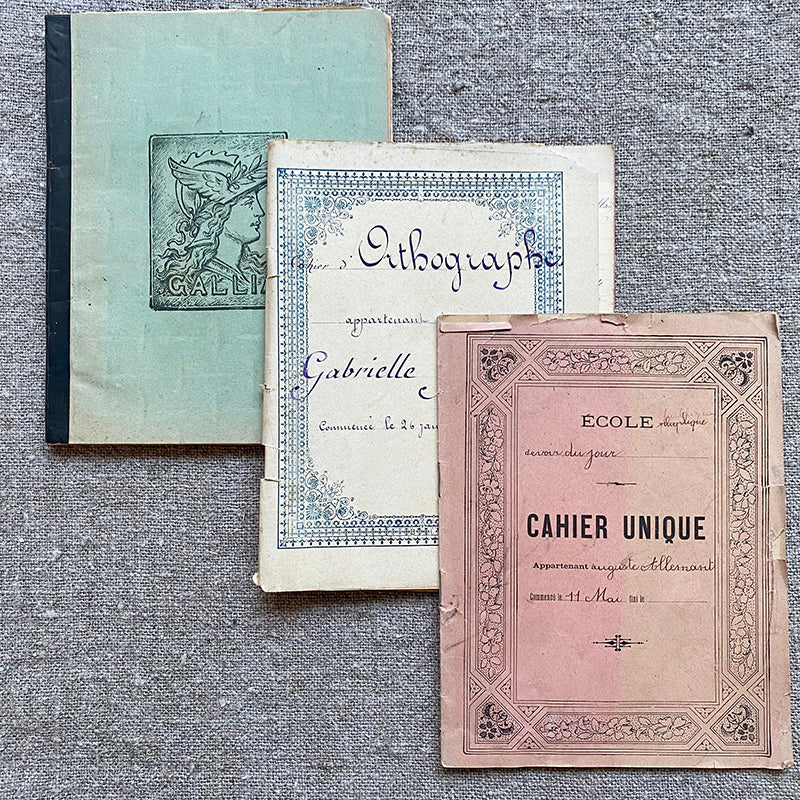 GALLIA
Cahier d'Orthographe
appartenant
Gabrielle
Commencé le 26 jan
ÉCOLE
devoir du jour
CAHIER UNIQUE
Appartenant auguste Allemant
Commencé le 11 Mai fini le